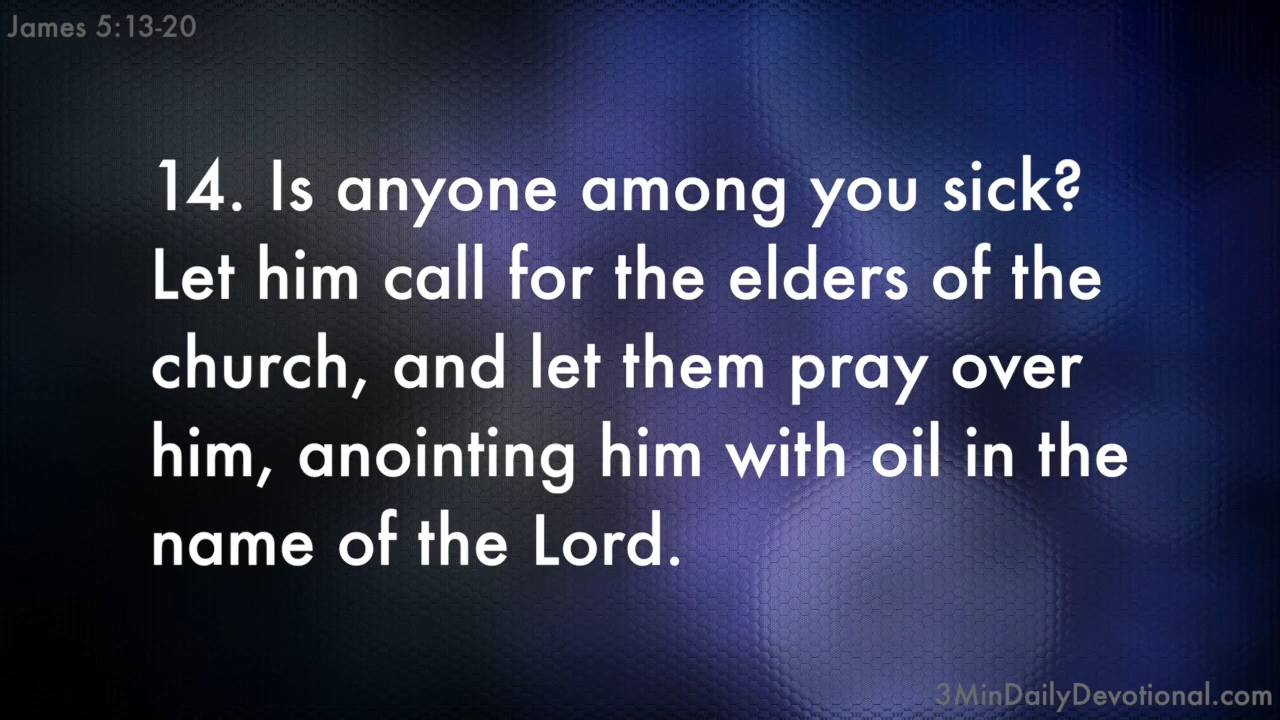 James 5:13-20
14. Is anyone among you sick?
Let him call for the elders of the
church, and let them pray over
him, anointing him with oil in the
name of the Lord.
3MinDailyDevotional.com